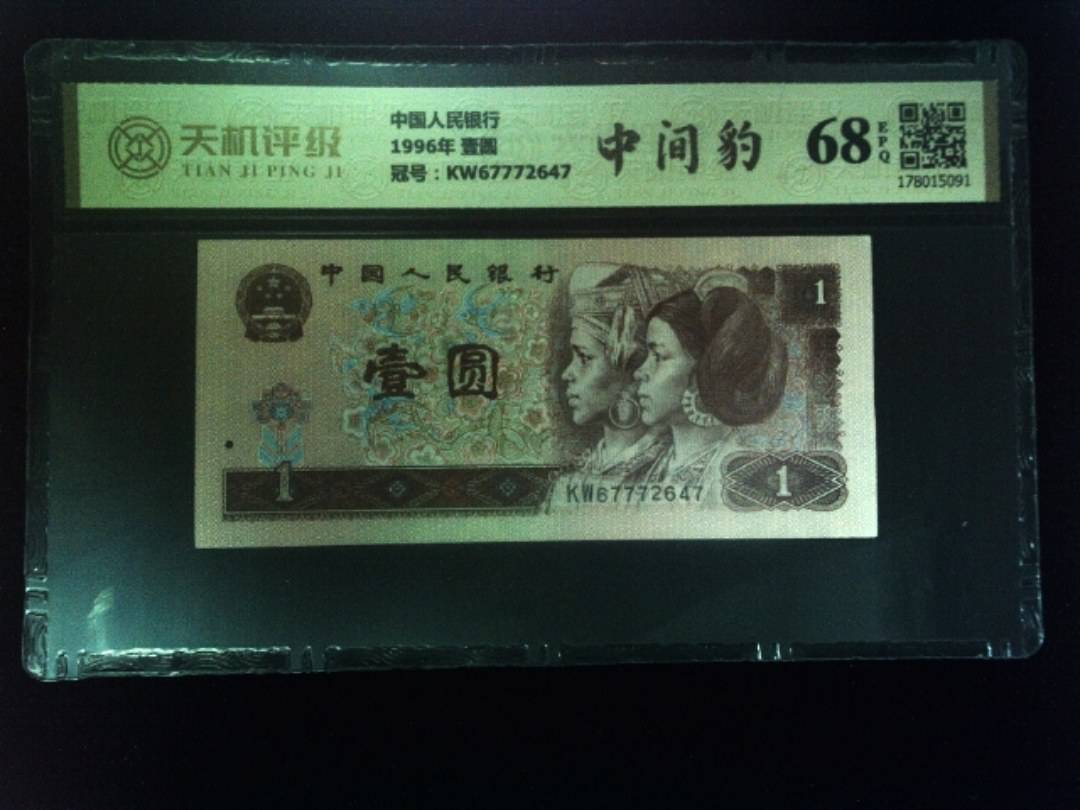 天机评级
TIAN JI PING JI
中国人民银行
1996年 壹圆
冠号：KW67772647
中间豹
68
EPQ
178015091
中国人民银行
1
壹圆
1
KW67772647
1